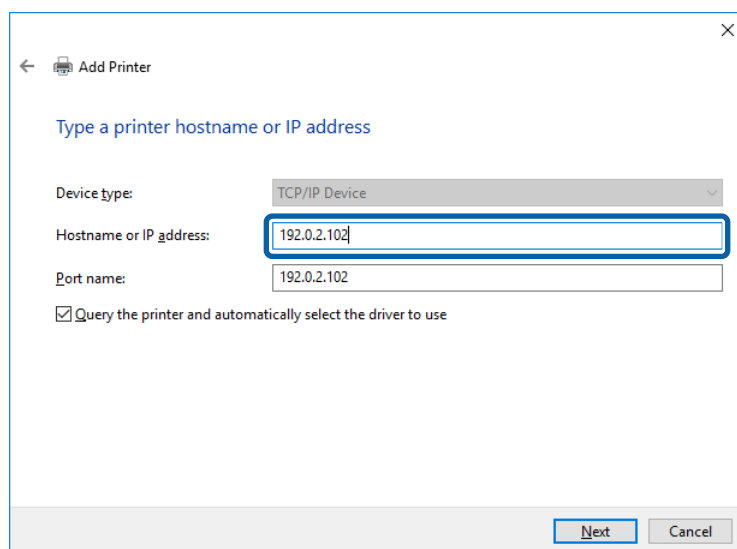 Add Printer
Type a printer hostname or IP address
Device type: TCP/IP Device
Hostname or IP address: 192.0.2.102
Port name: 192.0.2.102
Query the printer and automatically select the driver to use
Next Cancel